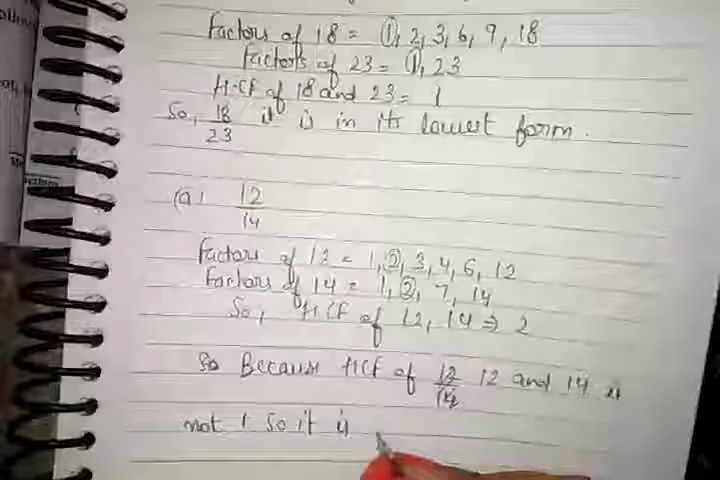 Factors of 18 = 1, 2, 3, 6, 9, 18
Factors of 23 = 1, 23
H.C.F of 18 and 23 = 1
So, 18/23 it is in its lowest form.
(a) 12/14
Factors of 12 = 1, 2, 3, 4, 6, 12
Factors of 14 = 1, 2, 7, 14
So, HCF of 12, 14 ⇒ 2
So Because HCF of 12/14 12 and 14 is
not 1 so it is